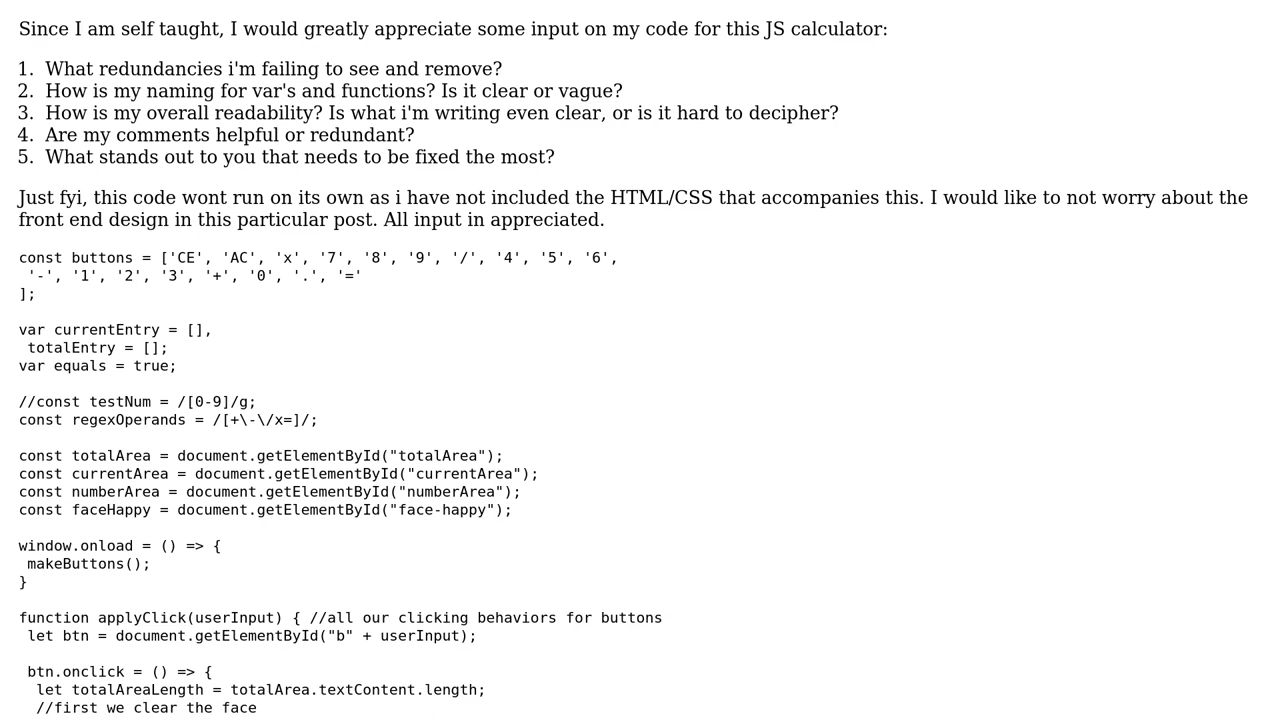 Since I am self taught, I would greatly appreciate some input on my code for this JS calculator:
1. What redundancies i'm failing to see and remove?
2. How is my naming for var's and functions? Is it clear or vague?
3. How is my overall readability? Is what i'm writing even clear, or is it hard to decipher?
4. Are my comments helpful or redundant?
5. What stands out to you that needs to be fixed the most?
Just fyi, this code wont run on its own as i have not included the HTML/CSS that accompanies this. I would like to not worry about the
front end design in this particular post. All input in appreciated.
const buttons = ['CE', 'AC', 'x', '7', '8', '9', '/', '4', '5', '6',
 '-', '1', '2', '3', '+', '0', '.', '='
];
var currentEntry = [],
 totalEntry = [];
var equals = true;
//const testNum = /[0-9]/g;
const regexOperands = /[+\-\/x=]/;
const totalArea = document.getElementById("totalArea");
const currentArea = document.getElementById("currentArea");
const numberArea = document.getElementById("numberArea");
const faceHappy = document.getElementById("face-happy");
window.onload = () => {
 makeButtons();
}
function applyClick(userInput) { //all our clicking behaviors for buttons
 let btn = document.getElementById("b" + userInput);
 btn.onclick = () => {
  let totalAreaLength = totalArea.textContent.length;
  //first we clear the face